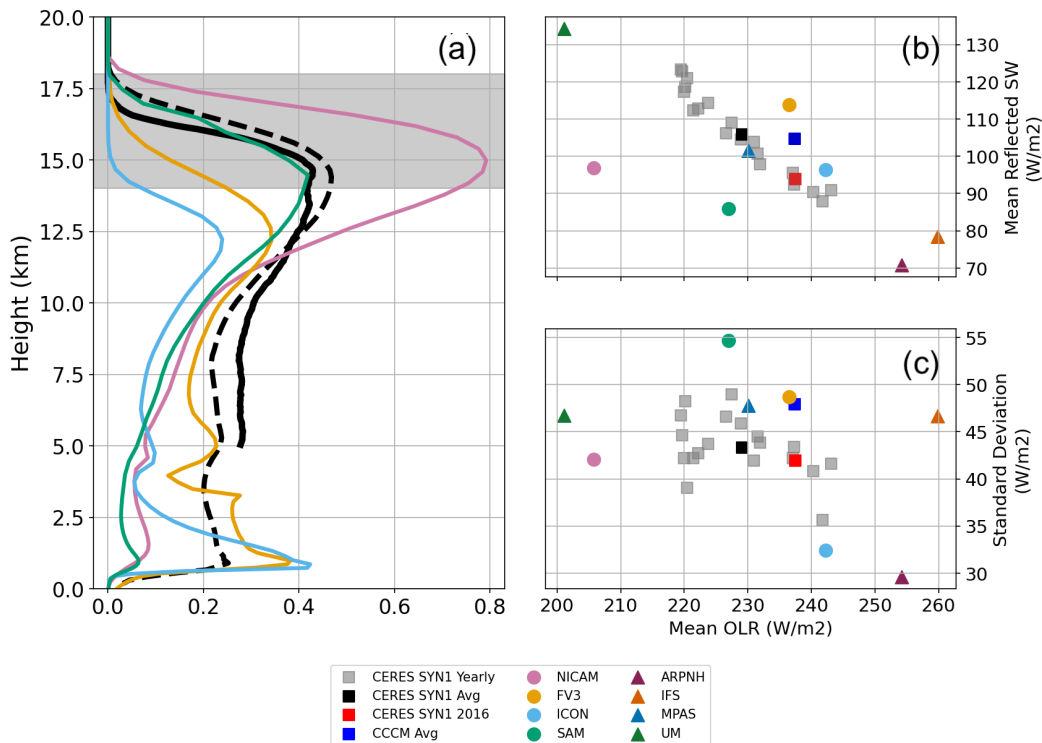 (a)
20.0
17.5
15.0
12.5
10.0
7.5
5.0
2.5
0.0
Height (km)
0.0 0.2 0.4 0.6 0.8
(b)
130
120
110
100
90
80
70
Mean Reflected SW
(W/m2)
(c)
55
50
45
40
35
30
Standard Deviation
(W/m2)
200 210 220 230 240 250 260
Mean OLR (W/m2)
CERES SYN1 Yearly
CERES SYN1 Avg
CERES SYN1 2016
CCCM Avg
NICAM
FV3
ICON
SAM
ARPNH
IFS
MPAS
UM